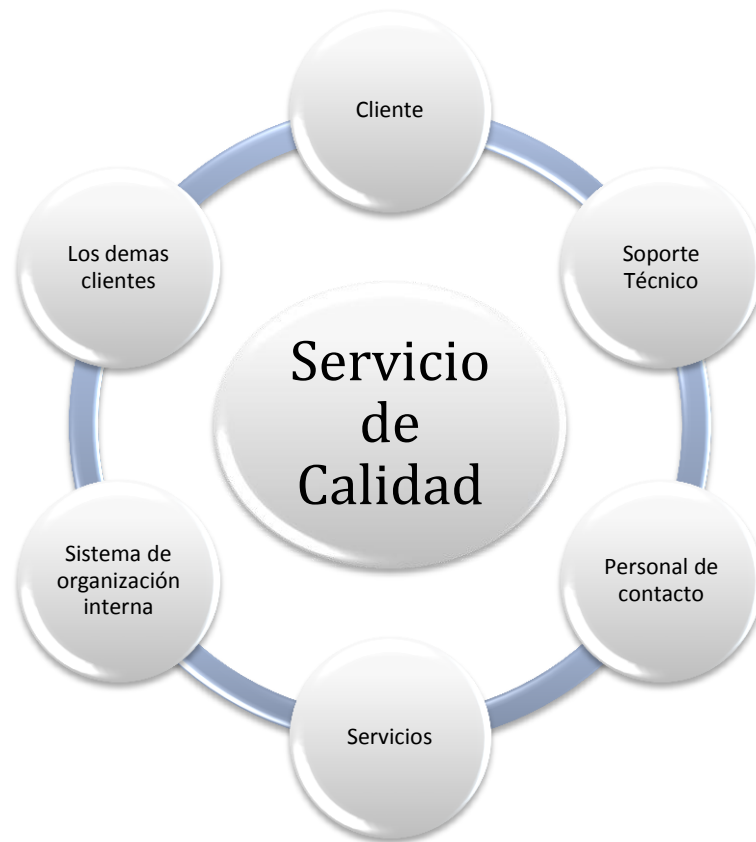 Cliente
Los demas
clientes
Soporte
Técnico
Servicio
de
Calidad
Sistema de
organización
interna
Personal de
contacto
Servicios